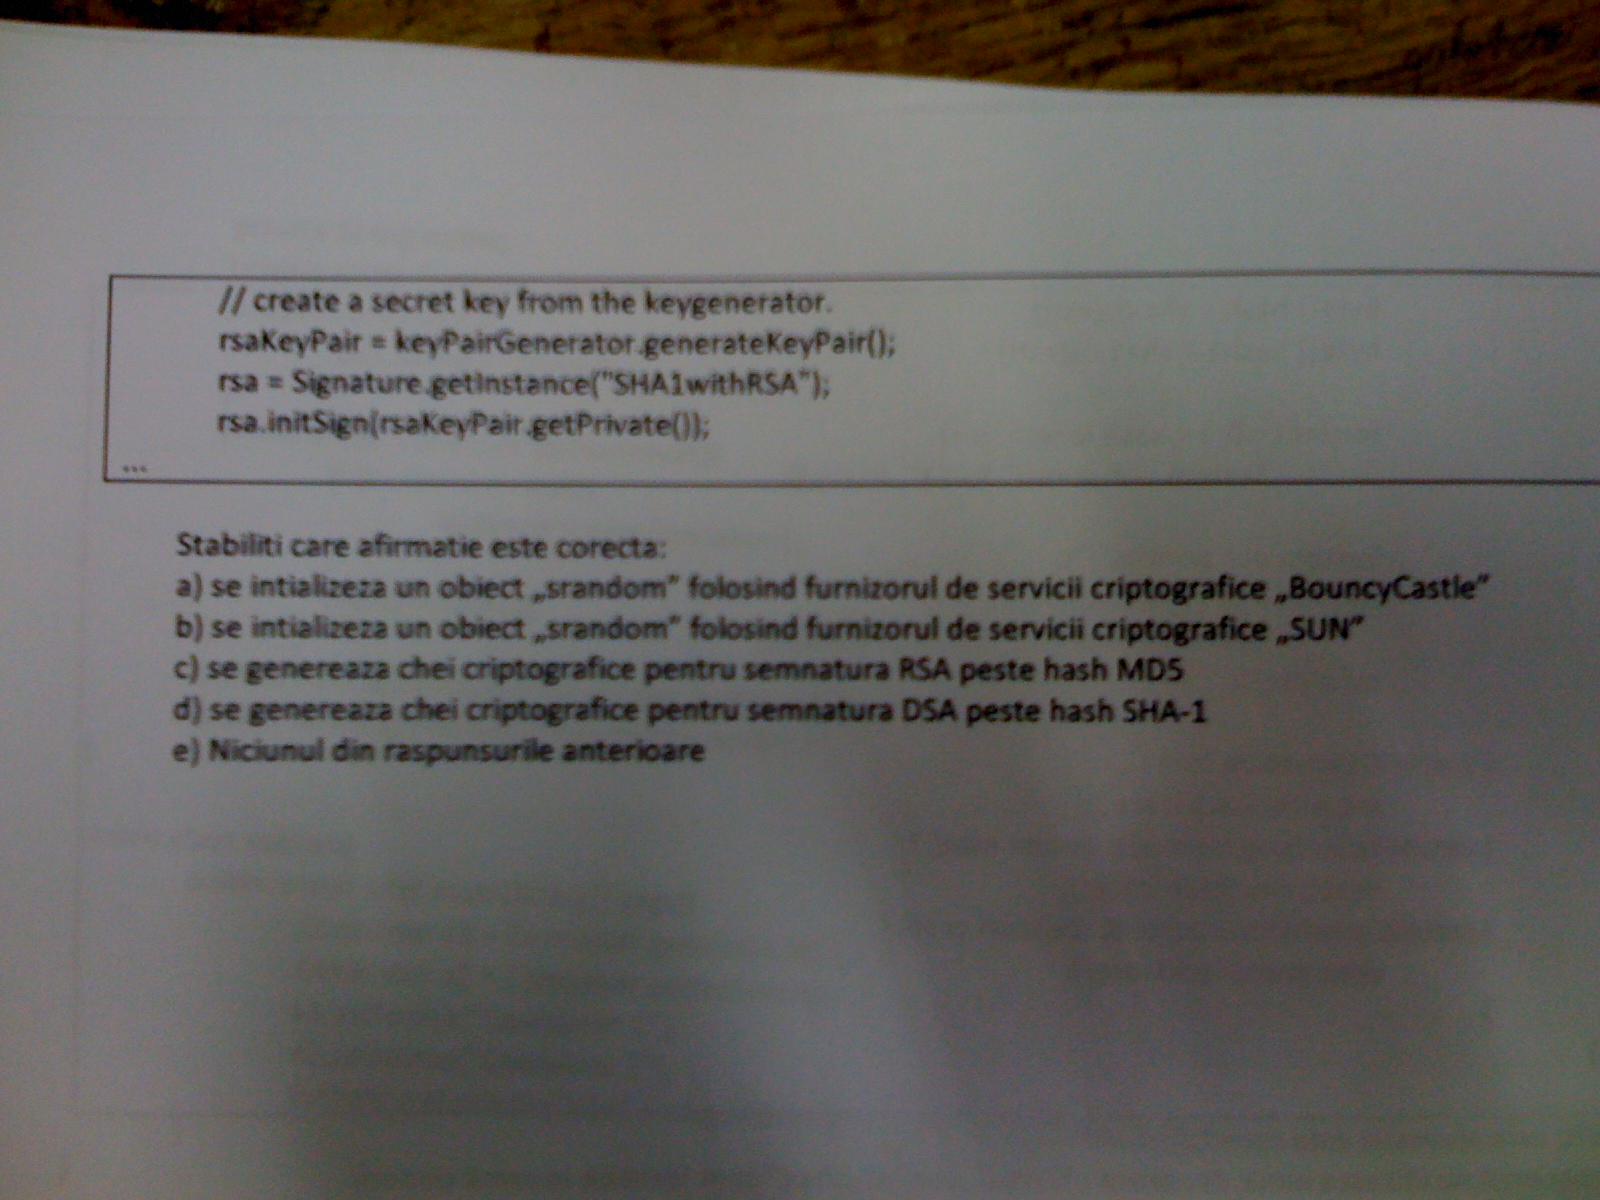 // create a secret key from the keygenerator.
rsaKeyPair = keyPairGenerator.generateKeyPair();
rsa = Signature.getInstance("SHA1withRSA");
rsa.initSign(rsaKeyPair.getPrivate());
...
Stabiliti care afirmatie este corecta:
a) se intializeza un obiect „srandom” folosind furnizorul de servicii criptografice „BouncyCastle”
b) se intializeza un obiect „srandom” folosind furnizorul de servicii criptografice „SUN”
c) se genereaza chei criptografice pentru semnatura RSA peste hash MD5
d) se genereaza chei criptografice pentru semnatura DSA peste hash SHA-1
e) Niciunul din raspunsurile anterioare